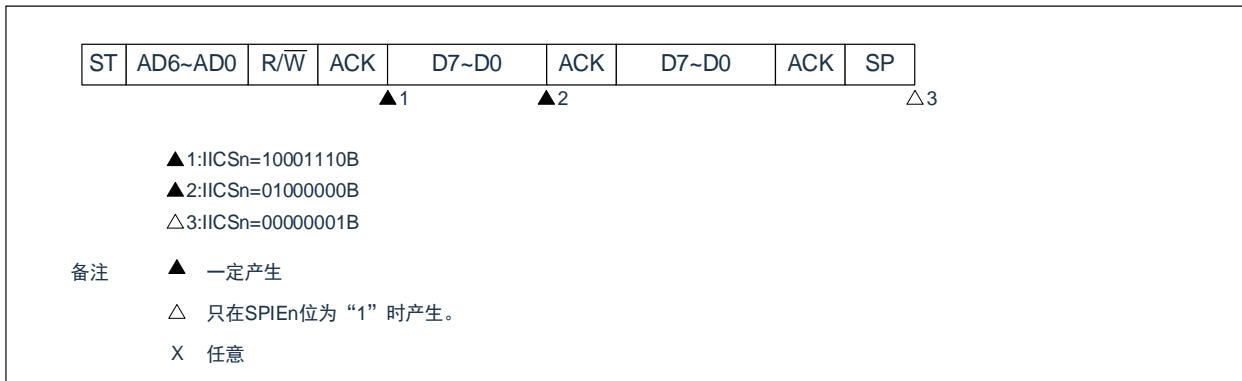 ST AD6~AD0 R/W̅ ACK D7~D0 ACK D7~D0 ACK SP
▲1 ▲2 △3
▲1:IICSn=10001110B
▲2:IICSn=01000000B
△3:IICSn=00000001B
备注 ▲ 一定产生
△ 只在SPIEn位为“1”时产生。
X 任意